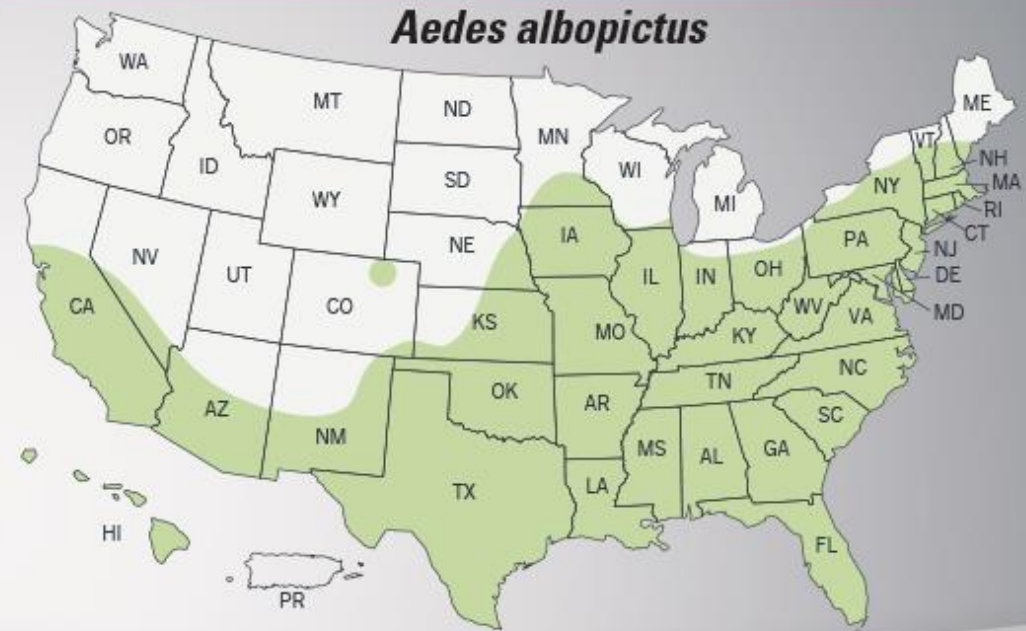 Aedes albopictus
WA
MT
ND
MN
ME
OR
ID
SD
WI
VT
NH
WY
MI
NY
MA
RI
NV
UT
NE
IA
CT
CO
IL
IN
OH
PA
NJ
DE
CA
KS
MO
WV
VA
MD
KY
AZ
NM
OK
AR
TN
NC
SC
TX
MS
AL
GA
LA
HI
FL
PR